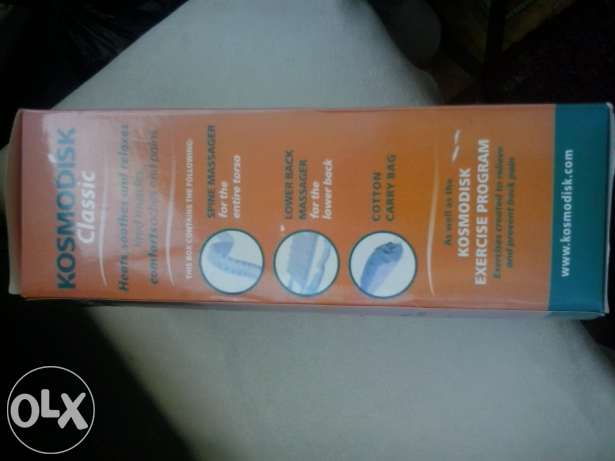 KOSMODISK
Classic
Heats, soothes and relaxes
tired muscles
comforts aches and pains
THIS BOX CONTAINS THE FOLLOWING:
SPINE MASSAGER
for the
entire torso
LOWER BACK
MASSAGER
for the
lower back
COTTON
CARRY BAG
As well as the
KOSMODISK
EXERCISE PROGRAM
Exercises created to relieve
and prevent back pain
www.kosmodisk.com
OLX